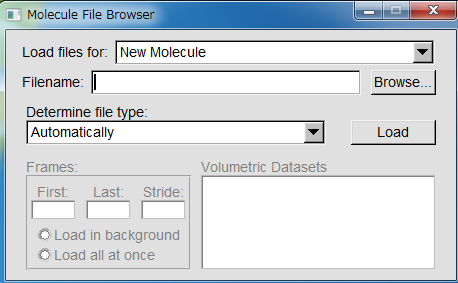 Molecule File Browser
Load files for: New Molecule
Filename: Browse...
Determine file type:
Automatically Load
Frames: Volumetric Datasets
First: Last: Stride:
Load in background
Load all at once